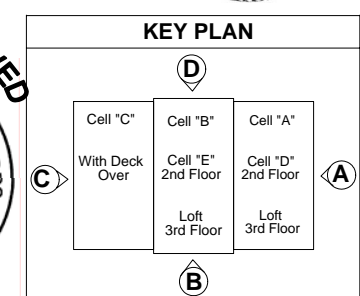 KEY PLAN
D
Cell "C"
With Deck
Over
Cell "B"
Cell "E"
2nd Floor
Loft
3rd Floor
Cell "A"
Cell "D"
2nd Floor
Loft
3rd Floor
C
A
B